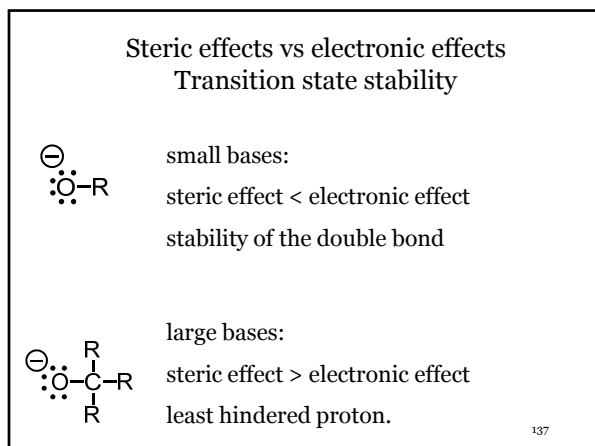 Steric effects vs electronic effects
Transition state stability
small bases:
O–R
steric effect < electronic effect
stability of the double bond
large bases:
R
O–C–R
R
steric effect > electronic effect
least hindered proton.
137